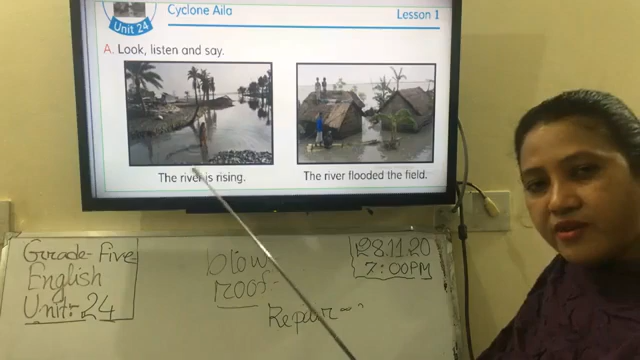 Unit 24
Cyclone Aila
Lesson 1
A. Look, listen and say.
The river is rising.
The river flooded the field.
Grade-Five
English
Unit: 24
blow
roof-
Repair-
28.11.20
7:00PM